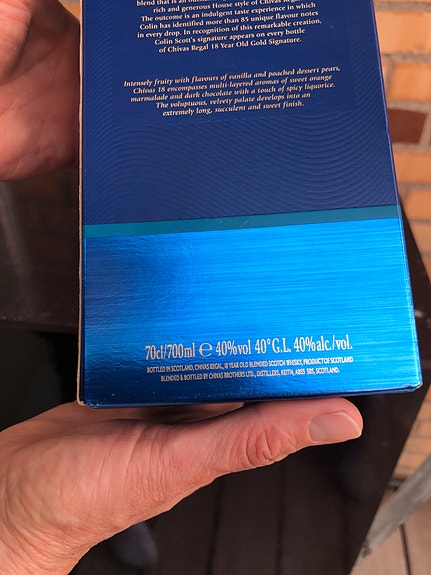 blend that is an outstanding
rich and generous House style of Chivas Regal.
The outcome is an indulgent taste experience in which
Colin has identified more than 85 unique flavour notes
in every drop. In recognition of this remarkable creation,
Colin Scott's signature appears on every bottle
of Chivas Regal 18 Year Old Gold Signature.
Intensely fruity with flavours of vanilla and poached dessert pears,
Chivas 18 encompasses multi-layered aromas of sweet orange
marmalade and dark chocolate with a touch of spicy liquorice.
The voluptuous, velvety palate develops into an
extremely long, succulent and sweet finish.
70cl/700ml ℮ 40%vol 40°G.L. 40%alc./vol.
BOTTLED IN SCOTLAND, CHIVAS REGAL, 18 YEAR OLD BLENDED SCOTCH WHISKY, PRODUCT OF SCOTLAND.
BLENDED & BOTTLED BY CHIVAS BROTHERS LTD., DISTILLERS, KEITH, AB55 5BS, SCOTLAND.